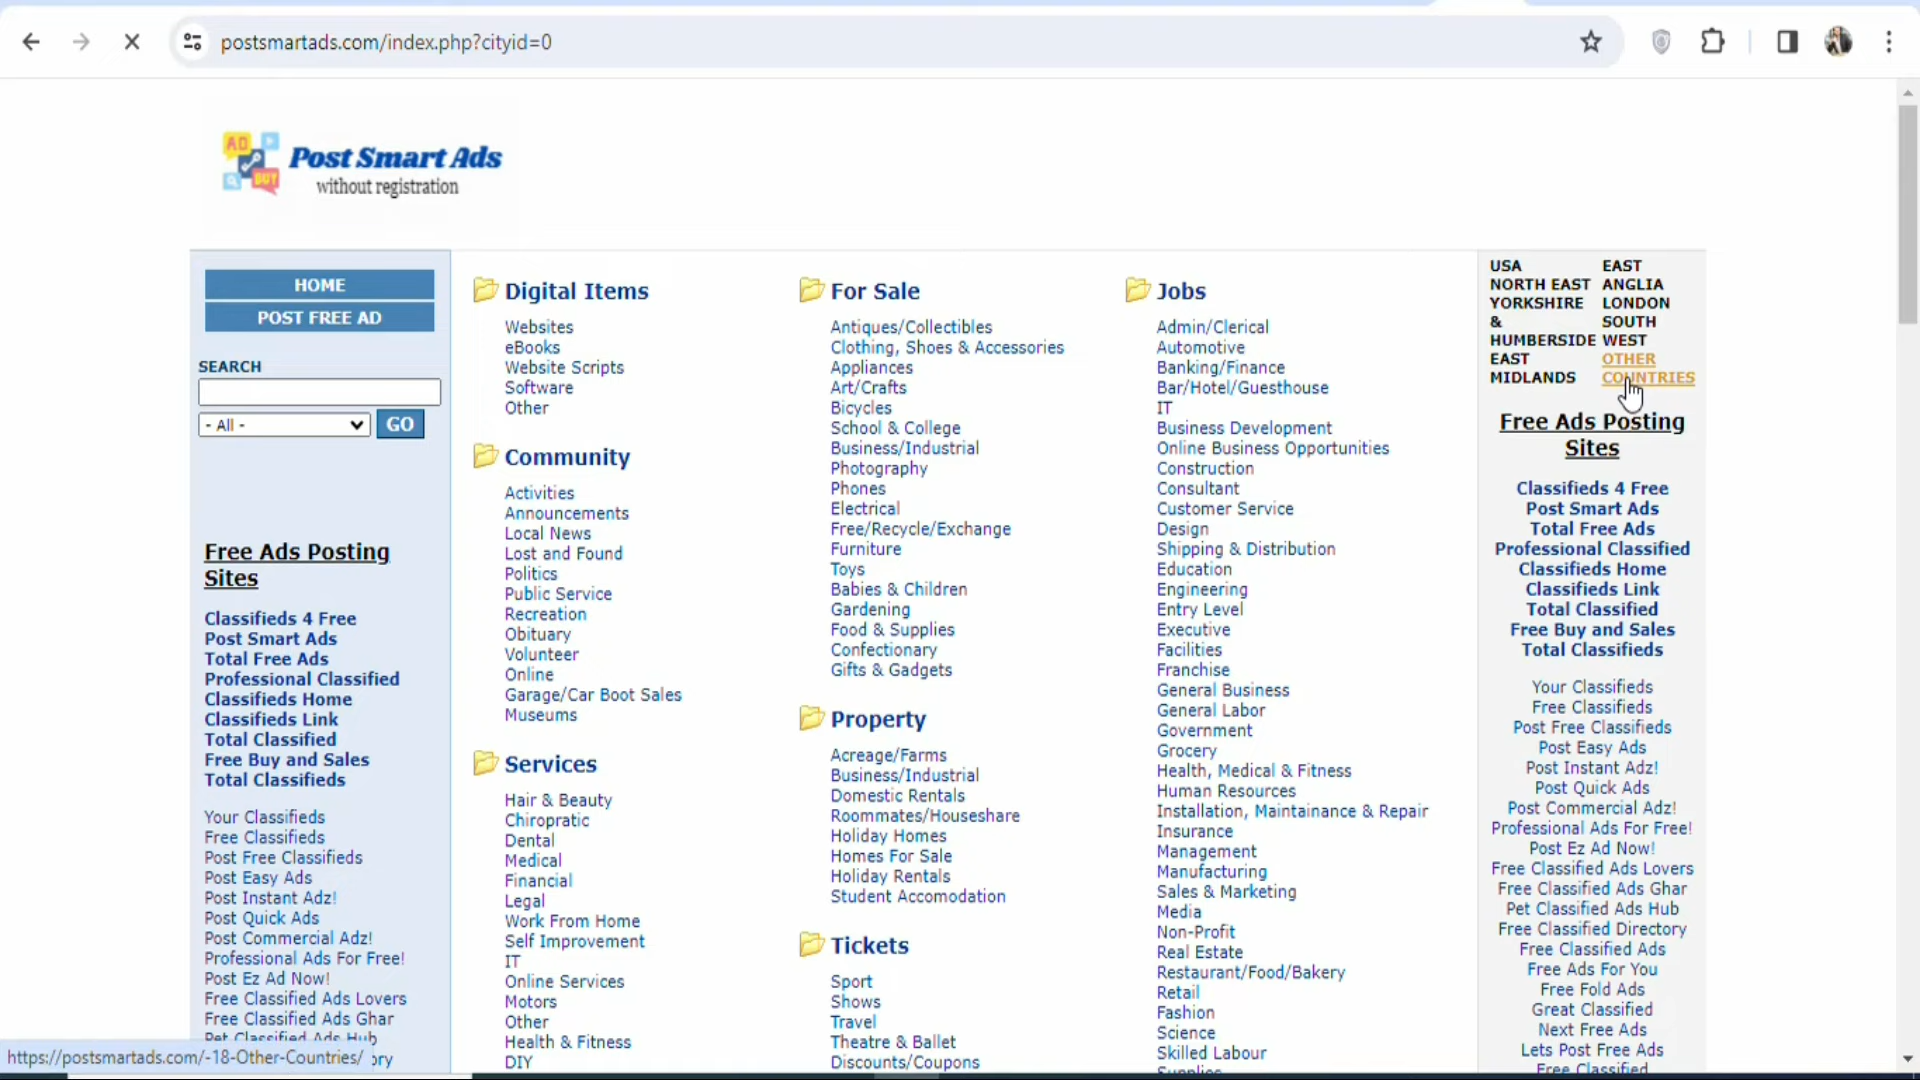 postsmartads.com/index.php?cityid=0
AD
BUY
Post Smart Ads
without registration
HOME
POST FREE AD
SEARCH
- All -
GO
Free Ads Posting
Sites
Classifieds 4 Free
Post Smart Ads
Total Free Ads
Professional Classified
Classifieds Home
Classifieds Link
Total Classified
Free Buy and Sales
Total Classifieds
Your Classifieds
Free Classifieds
Post Free Classifieds
Post Easy Ads
Post Instant Adz!
Post Quick Ads
Post Commercial Adz!
Professional Ads For Free!
Post Ez Ad Now!
Free Classified Ads Lovers
Free Classified Ads Ghar
Pet Classified Ads Hub
https://postsmartads.com/-18-Other-Countries/
ory
Digital Items
Websites
eBooks
Website Scripts
Software
Other
Community
Activities
Announcements
Local News
Lost and Found
Politics
Public Service
Recreation
Obituary
Volunteer
Online
Garage/Car Boot Sales
Museums
Services
Hair & Beauty
Chiropratic
Dental
Medical
Financial
Legal
Work From Home
Self Improvement
IT
Online Services
Motors
Other
Health & Fitness
DIY
For Sale
Antiques/Collectibles
Clothing, Shoes & Accessories
Appliances
Art/Crafts
Bicycles
School & College
Business/Industrial
Photography
Phones
Electrical
Free/Recycle/Exchange
Furniture
Toys
Babies & Children
Gardening
Food & Supplies
Confectionary
Gifts & Gadgets
Property
Acreage/Farms
Business/Industrial
Domestic Rentals
Roommates/Houseshare
Holiday Homes
Homes For Sale
Holiday Rentals
Student Accomodation
Tickets
Sport
Shows
Travel
Theatre & Ballet
Discounts/Coupons
Jobs
Admin/Clerical
Automotive
Banking/Finance
Bar/Hotel/Guesthouse
IT
Business Development
Online Business Opportunities
Construction
Consultant
Customer Service
Design
Shipping & Distribution
Education
Engineering
Entry Level
Executive
Facilities
Franchise
General Business
General Labor
Government
Grocery
Health, Medical & Fitness
Human Resources
Installation, Maintainance & Repair
Insurance
Management
Manufacturing
Sales & Marketing
Media
Non-Profit
Real Estate
Restaurant/Food/Bakery
Retail
Fashion
Science
Skilled Labour
Supplies
USA
NORTH EAST
YORKSHIRE
&
HUMBERSIDE
EAST
MIDLANDS
EAST
ANGLIA
LONDON
SOUTH
WEST
OTHER
COUNTRIES
Free Ads Posting
Sites
Classifieds 4 Free
Post Smart Ads
Total Free Ads
Professional Classified
Classifieds Home
Classifieds Link
Total Classified
Free Buy and Sales
Total Classifieds
Your Classifieds
Free Classifieds
Post Free Classifieds
Post Easy Ads
Post Instant Adz!
Post Quick Ads
Post Commercial Adz!
Professional Ads For Free!
Post Ez Ad Now!
Free Classified Ads Lovers
Free Classified Ads Ghar
Pet Classified Ads Hub
Free Classified Directory
Free Classified Ads
Free Ads For You
Free Fold Ads
Great Classified
Next Free Ads
Lets Post Free Ads
Free Classified